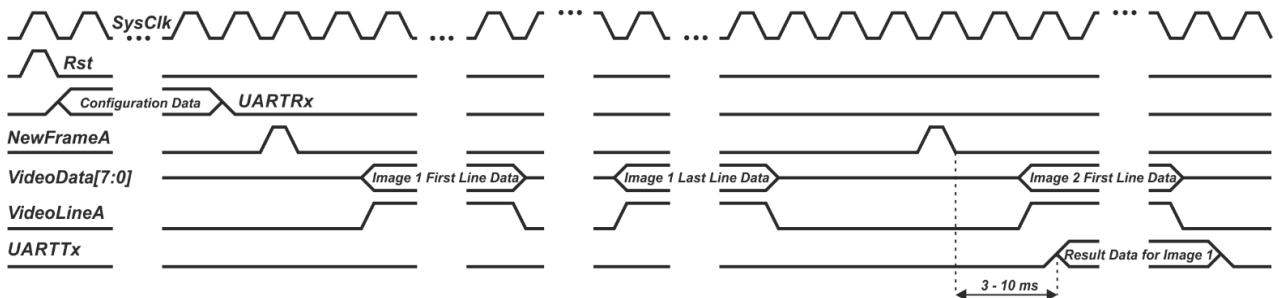 SysClk
Rst
Configuration Data
UARTRx
NewFrameA
VideoData[7:0]
Image 1 First Line Data
Image 1 Last Line Data
Image 2 First Line Data
VideoLineA
UARTTx
Result Data for Image 1
3 - 10 ms